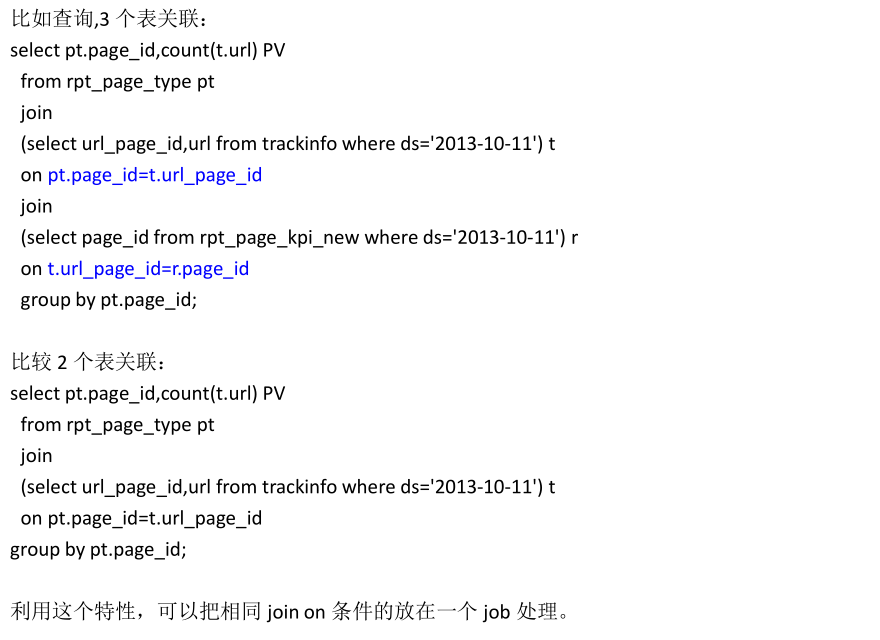 比如查询,3 个表关联：
select pt.page_id,count(t.url) PV
from rpt_page_type pt
join
(select url_page_id,url from trackinfo where ds='2013-10-11') t
on pt.page_id=t.url_page_id
join
(select page_id from rpt_page_kpi_new where ds='2013-10-11') r
on t.url_page_id=r.page_id
group by pt.page_id;
比较 2 个表关联：
select pt.page_id,count(t.url) PV
from rpt_page_type pt
join
(select url_page_id,url from trackinfo where ds='2013-10-11') t
on pt.page_id=t.url_page_id
group by pt.page_id;
利用这个特性，可以把相同 join on 条件的放在一个 job 处理。